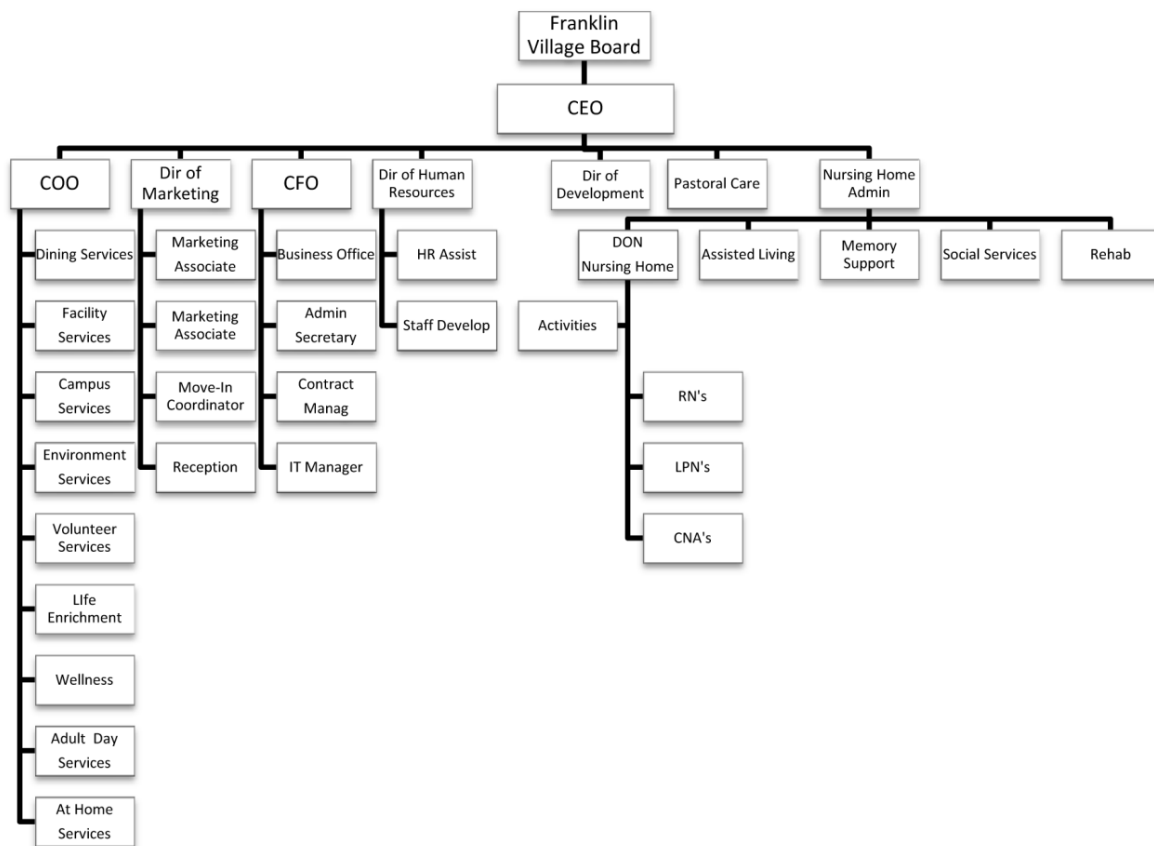 Franklin
Village Board
CEO
COO
Dir of
Marketing
CFO
Dir of Human
Resources
Dir of
Development
Pastoral Care
Nursing Home
Admin
Dining Services
Marketing
Associate
Business Office
HR Assist
DON
Nursing Home
Assisted Living
Memory
Support
Social Services
Rehab
Facility
Services
Marketing
Associate
Admin
Secretary
Staff Develop
Activities
Campus
Services
Move-In
Coordinator
Contract
Manag
RN's
Environment
Services
Reception
IT Manager
LPN's
Volunteer
Services
CNA's
LIfe
Enrichment
Wellness
Adult Day
Services
At Home
Services